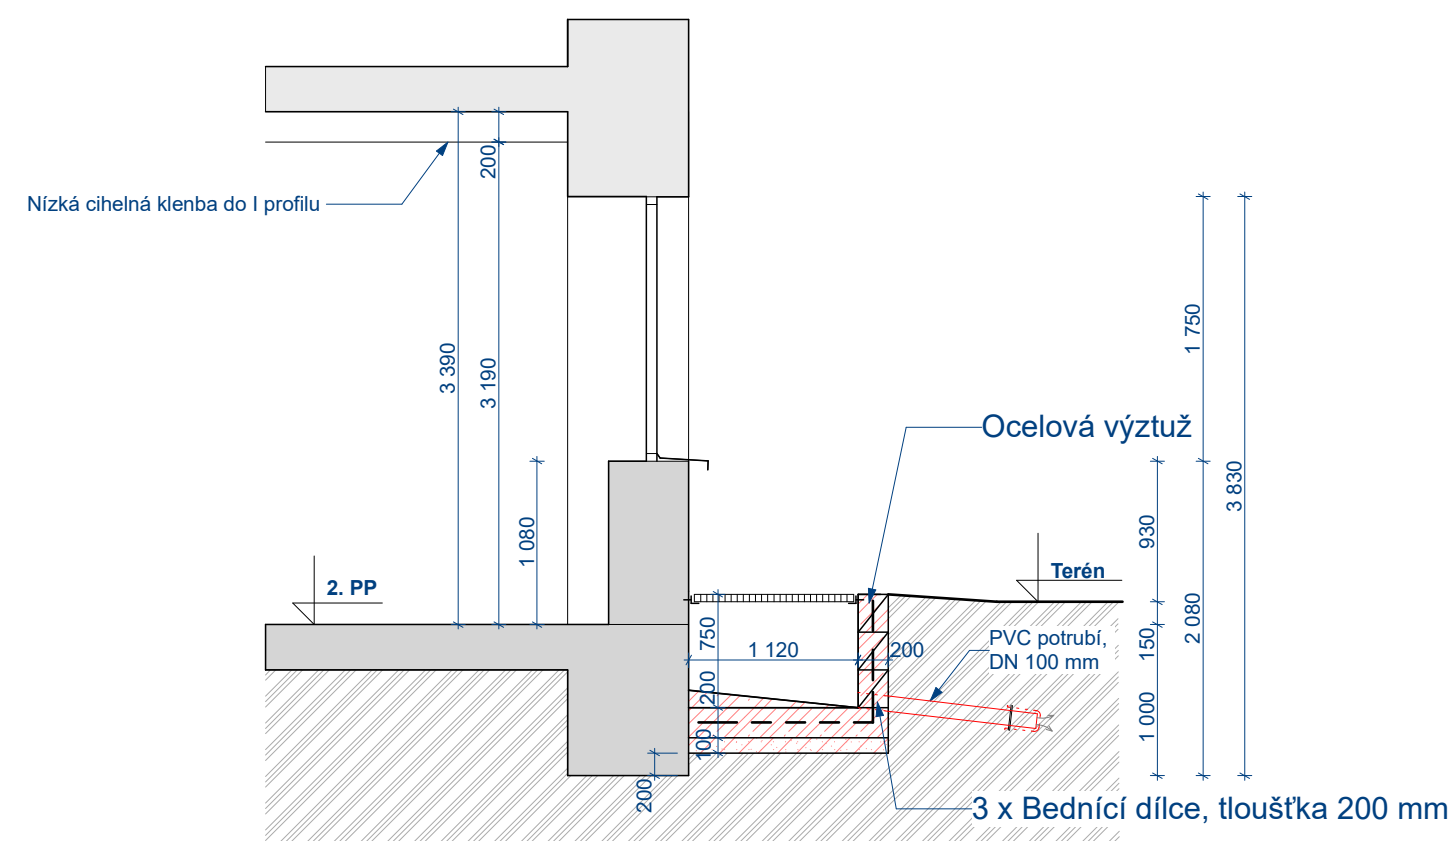 200
Nízká cihelná klenba do I profilu
1 750
3 390
3 190
Ocelová výztuž
3 830
1 080
930
2. PP
Terén
750
1 120
200
PVC potrubí,
DN 100 mm
150
2 080
200
1 000
100
200
3 x Bednící dílce, tloušťka 200 mm